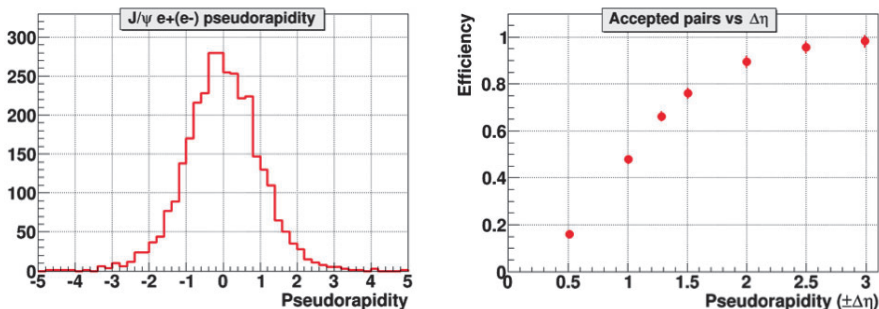 J/ψ e+(e-) pseudorapidity
300
250
200
150
100
50
0
-5 -4 -3 -2 -1 0 1 2 3 4 5
Pseudorapidity
Accepted pairs vs Δη
Efficiency
1
0.8
0.6
0.4
0.2
0
0 0.5 1 1.5 2 2.5 3
Pseudorapidity (±Δη)